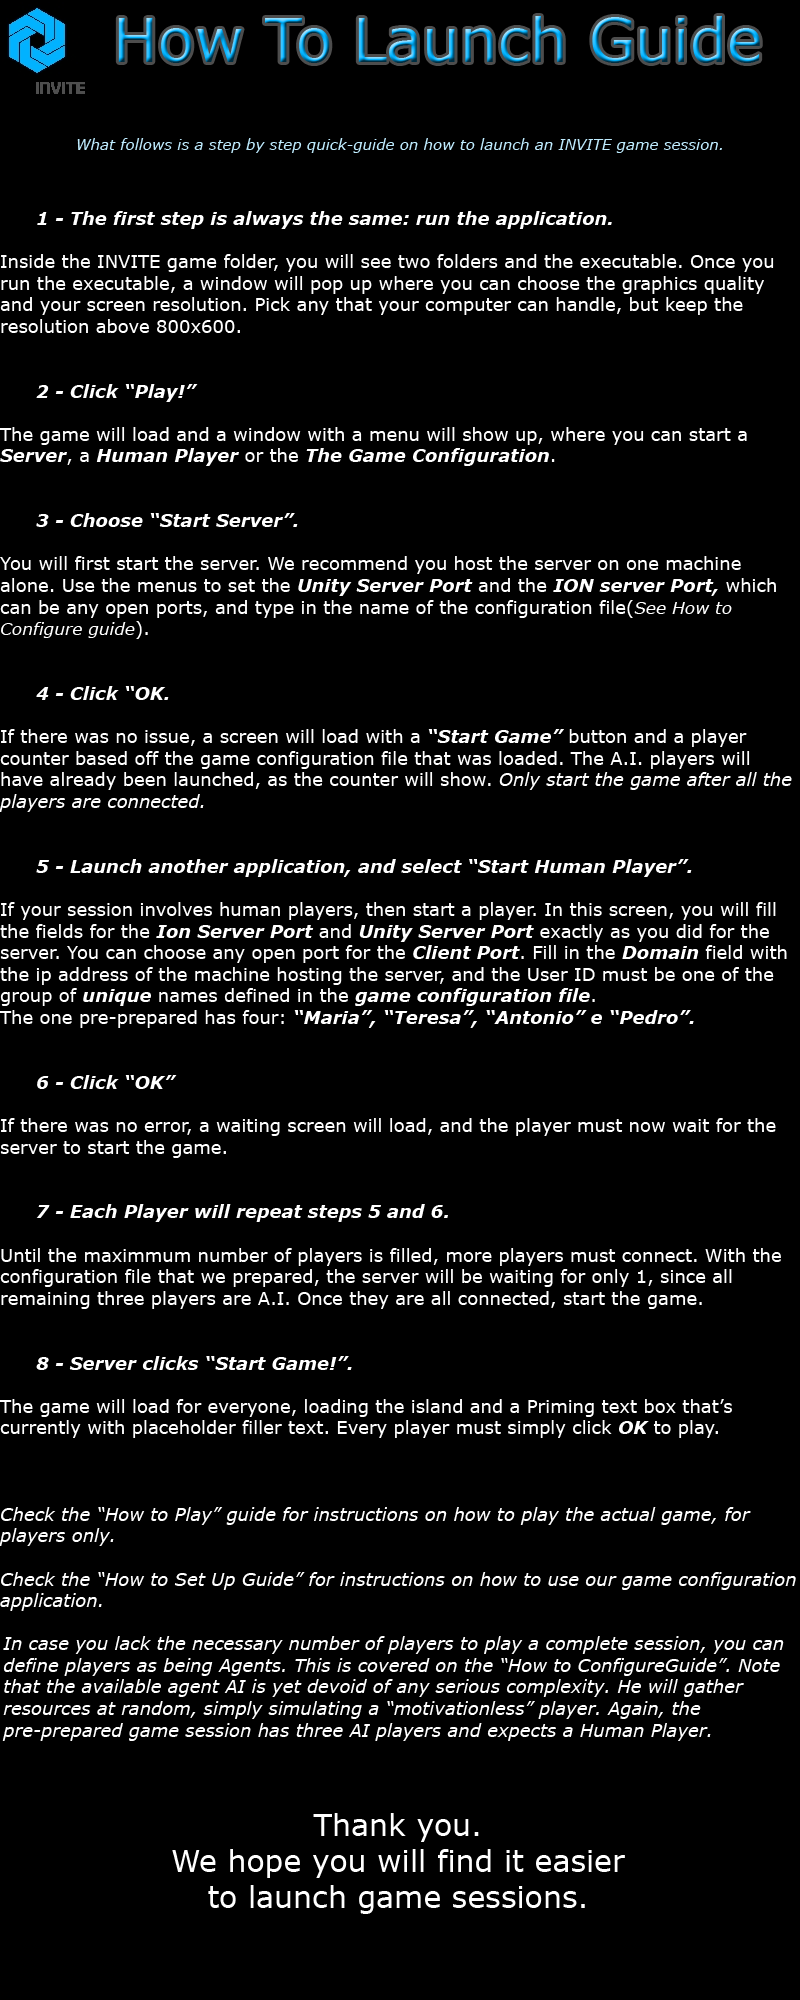 How To Launch Guide
INVITE
What follows is a step by step quick-guide on how to launch an INVITE game session.
1 - The first step is always the same: run the application.
Inside the INVITE game folder, you will see two folders and the executable. Once you
run the executable, a window will pop up where you can choose the graphics quality
and your screen resolution. Pick any that your computer can handle, but keep the
resolution above 800x600.
2 - Click “Play!”
The game will load and a window with a menu will show up, where you can start a
Server, a Human Player or the The Game Configuration.
3 - Choose “Start Server”.
You will first start the server. We recommend you host the server on one machine
alone. Use the menus to set the Unity Server Port and the ION server Port, which
can be any open ports, and type in the name of the configuration file(See How to
Configure guide).
4 - Click “OK.
If there was no issue, a screen will load with a “Start Game” button and a player
counter based off the game configuration file that was loaded. The A.I. players will
have already been launched, as the counter will show. Only start the game after all the
players are connected.
5 - Launch another application, and select “Start Human Player”.
If your session involves human players, then start a player. In this screen, you will fill
the fields for the Ion Server Port and Unity Server Port exactly as you did for the
server. You can choose any open port for the Client Port. Fill in the Domain field with
the ip address of the machine hosting the server, and the User ID must be one of the
group of unique names defined in the game configuration file.
The one pre-prepared has four: “Maria”, “Teresa”, “Antonio” e “Pedro”.
6 - Click “OK”
If there was no error, a waiting screen will load, and the player must now wait for the
server to start the game.
7 - Each Player will repeat steps 5 and 6.
Until the maximmum number of players is filled, more players must connect. With the
configuration file that we prepared, the server will be waiting for only 1, since all
remaining three players are A.I. Once they are all connected, start the game.
8 - Server clicks “Start Game!”.
The game will load for everyone, loading the island and a Priming text box that’s
currently with placeholder filler text. Every player must simply click OK to play.
Check the “How to Play” guide for instructions on how to play the actual game, for
players only.
Check the “How to Set Up Guide” for instructions on how to use our game configuration
application.
In case you lack the necessary number of players to play a complete session, you can
define players as being Agents. This is covered on the “How to ConfigureGuide”. Note
that the available agent AI is yet devoid of any serious complexity. He will gather
resources at random, simply simulating a “motivationless” player. Again, the
pre-prepared game session has three AI players and expects a Human Player.
Thank you.
We hope you will find it easier
to launch game sessions.